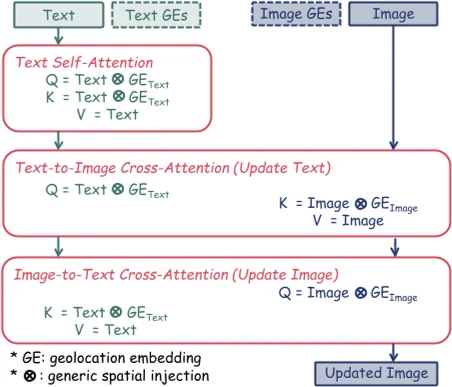 Text Text GEs Image GEs Image
Text Self-Attention
Q = Text ⊗ GE_Text
K = Text ⊗ GE_Text
V = Text
Text-to-Image Cross-Attention (Update Text)
Q = Text ⊗ GE_Text
K = Image ⊗ GE_Image
V = Image
Image-to-Text Cross-Attention (Update Image)
Q = Image ⊗ GE_Image
K = Text ⊗ GE_Text
V = Text
* GE: geolocation embedding
* ⊗: generic spatial injection
Updated Image